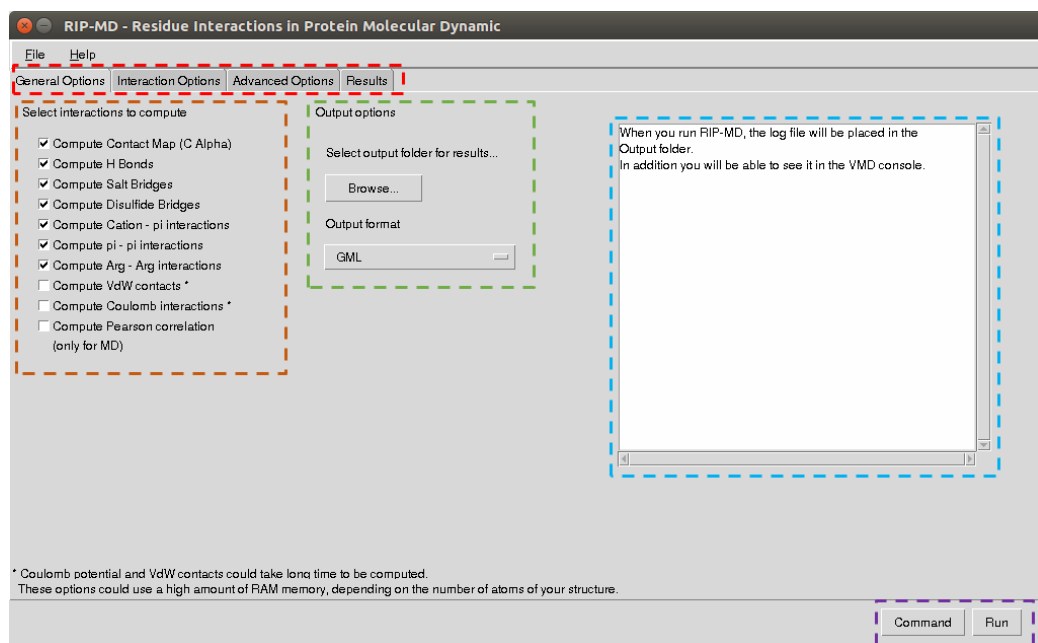 RIP-MD - Residue Interactions in Protein Molecular Dynamic
File Help
General Options Interaction Options Advanced Options Results
Select interactions to compute
Compute Contact Map (C Alpha)
Compute H Bonds
Compute Salt Bridges
Compute Disulfide Bridges
Compute Cation - pi interactions
Compute pi - pi interactions
Compute Arg - Arg interactions
Compute VdW contacts *
Compute Coulomb interactions *
Compute Pearson correlation
(only for MD)
Output options
Select output folder for results...
Browse...
Output format
GML
When you run RIP-MD, the log file will be placed in the
Output folder.
In addition you will be able to see it in the VMD console.
* Coulomb potential and VdW contacts could take long time to be computed.
These options could use a high amount of RAM memory, depending on the number of atoms of your structure.
Command Run